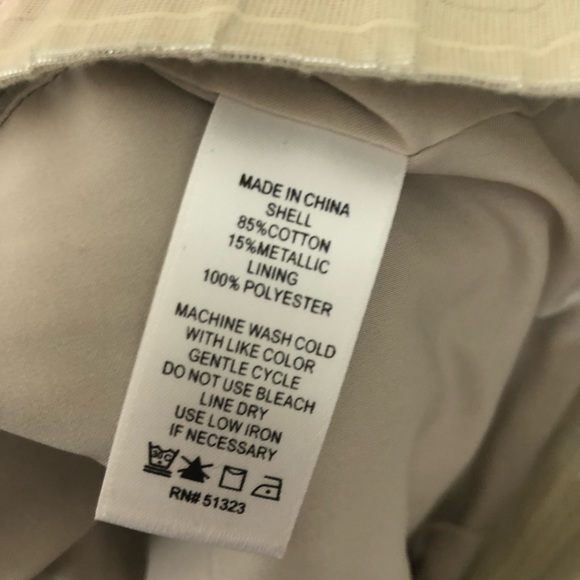 MADE IN CHINA
SHELL
85%COTTON
15%METALLIC
LINING
100% POLYESTER
MACHINE WASH COLD
WITH LIKE COLOR
GENTLE CYCLE
DO NOT USE BLEACH
LINE DRY
USE LOW IRON
IF NECESSARY
RN# 51323